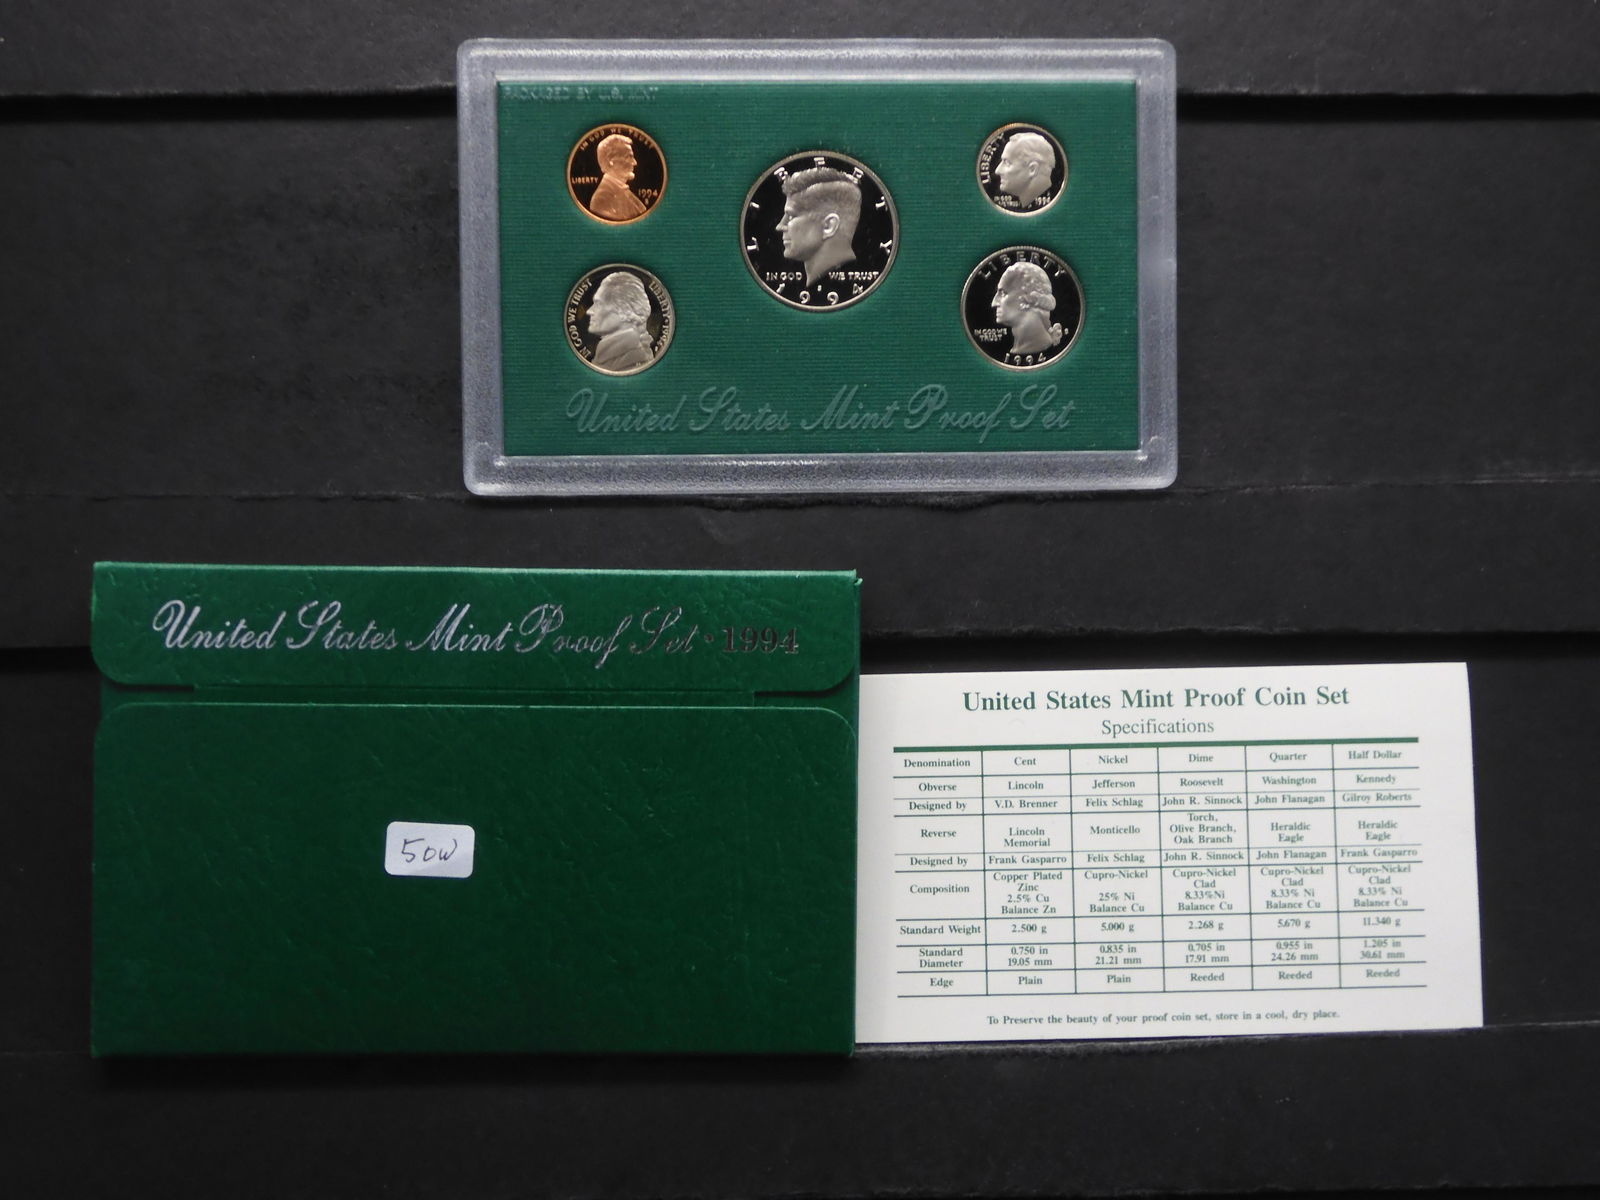 PACKAGED BY U.S. MINT
IN GOD WE TRUST
LIBERTY
1994
S
LIBERTY
IN GOD WE TRUST
1994
S
LIBERTY
IN GOD
WE TRUST
1994
IN GOD WE TRUST
LIBERTY • 1994
LIBERTY
IN GOD WE
TRUST
S
1994
United States Mint Proof Set
United States Mint Proof Set • 1994
50W
United States Mint Proof Coin Set
Specifications
Denomination Cent Nickel Dime Quarter Half Dollar
Obverse Lincoln Jefferson Roosevelt Washington Kennedy
Designed by V.D. Brenner Felix Schlag John R. Sinnock John Flanagan Gilroy Roberts
Reverse Lincoln Memorial Monticello Torch, Olive Branch, Oak Branch Heraldic Eagle Heraldic Eagle
Designed by Frank Gasparro Felix Schlag John R. Sinnock John Flanagan Frank Gasparro
Composition Copper Plated Zinc 2.5% Cu Balance Zn Cupro-Nickel 25% Ni Balance Cu Cupro-Nickel Clad 8.33%Ni Balance Cu Cupro-Nickel Clad 8.33% Ni Balance Cu Cupro-Nickel Clad 8.33% Ni Balance Cu
Standard Weight 2.500 g 5.000 g 2.268 g 5.670 g 11.340 g
Standard Diameter 0.750 in 19.05 mm 0.835 in 21.21 mm 0.705 in 17.91 mm 0.955 in 24.26 mm 1.205 in 30.61 mm
Edge Plain Plain Reeded Reeded Reeded
To Preserve the beauty of your proof coin set, store in a cool, dry place.